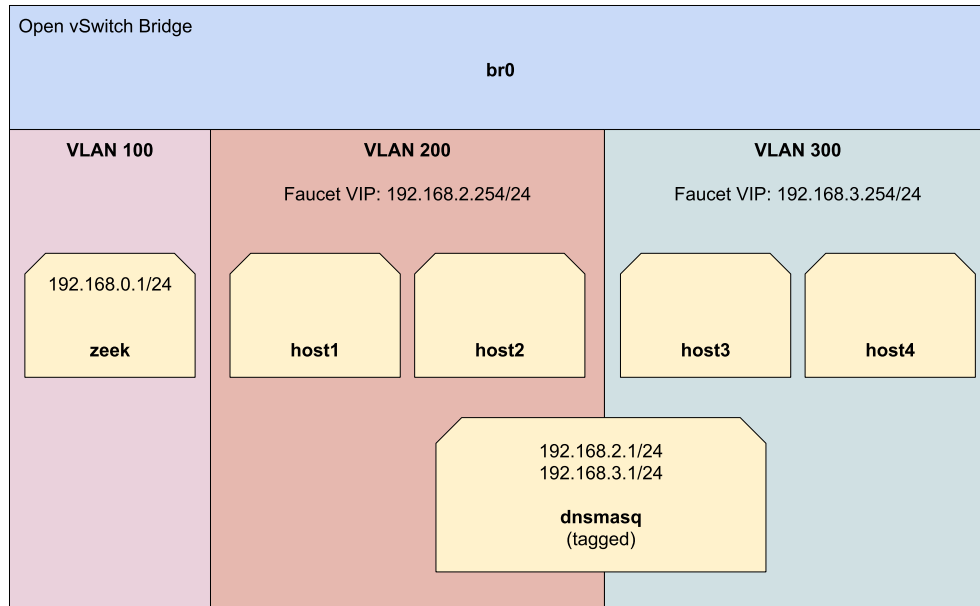 Open vSwitch Bridge
br0
VLAN 100
VLAN 200
VLAN 300
Faucet VIP: 192.168.2.254/24
Faucet VIP: 192.168.3.254/24
192.168.0.1/24
zeek
host1
host2
host3
host4
192.168.2.1/24
192.168.3.1/24
dnsmasq
(tagged)